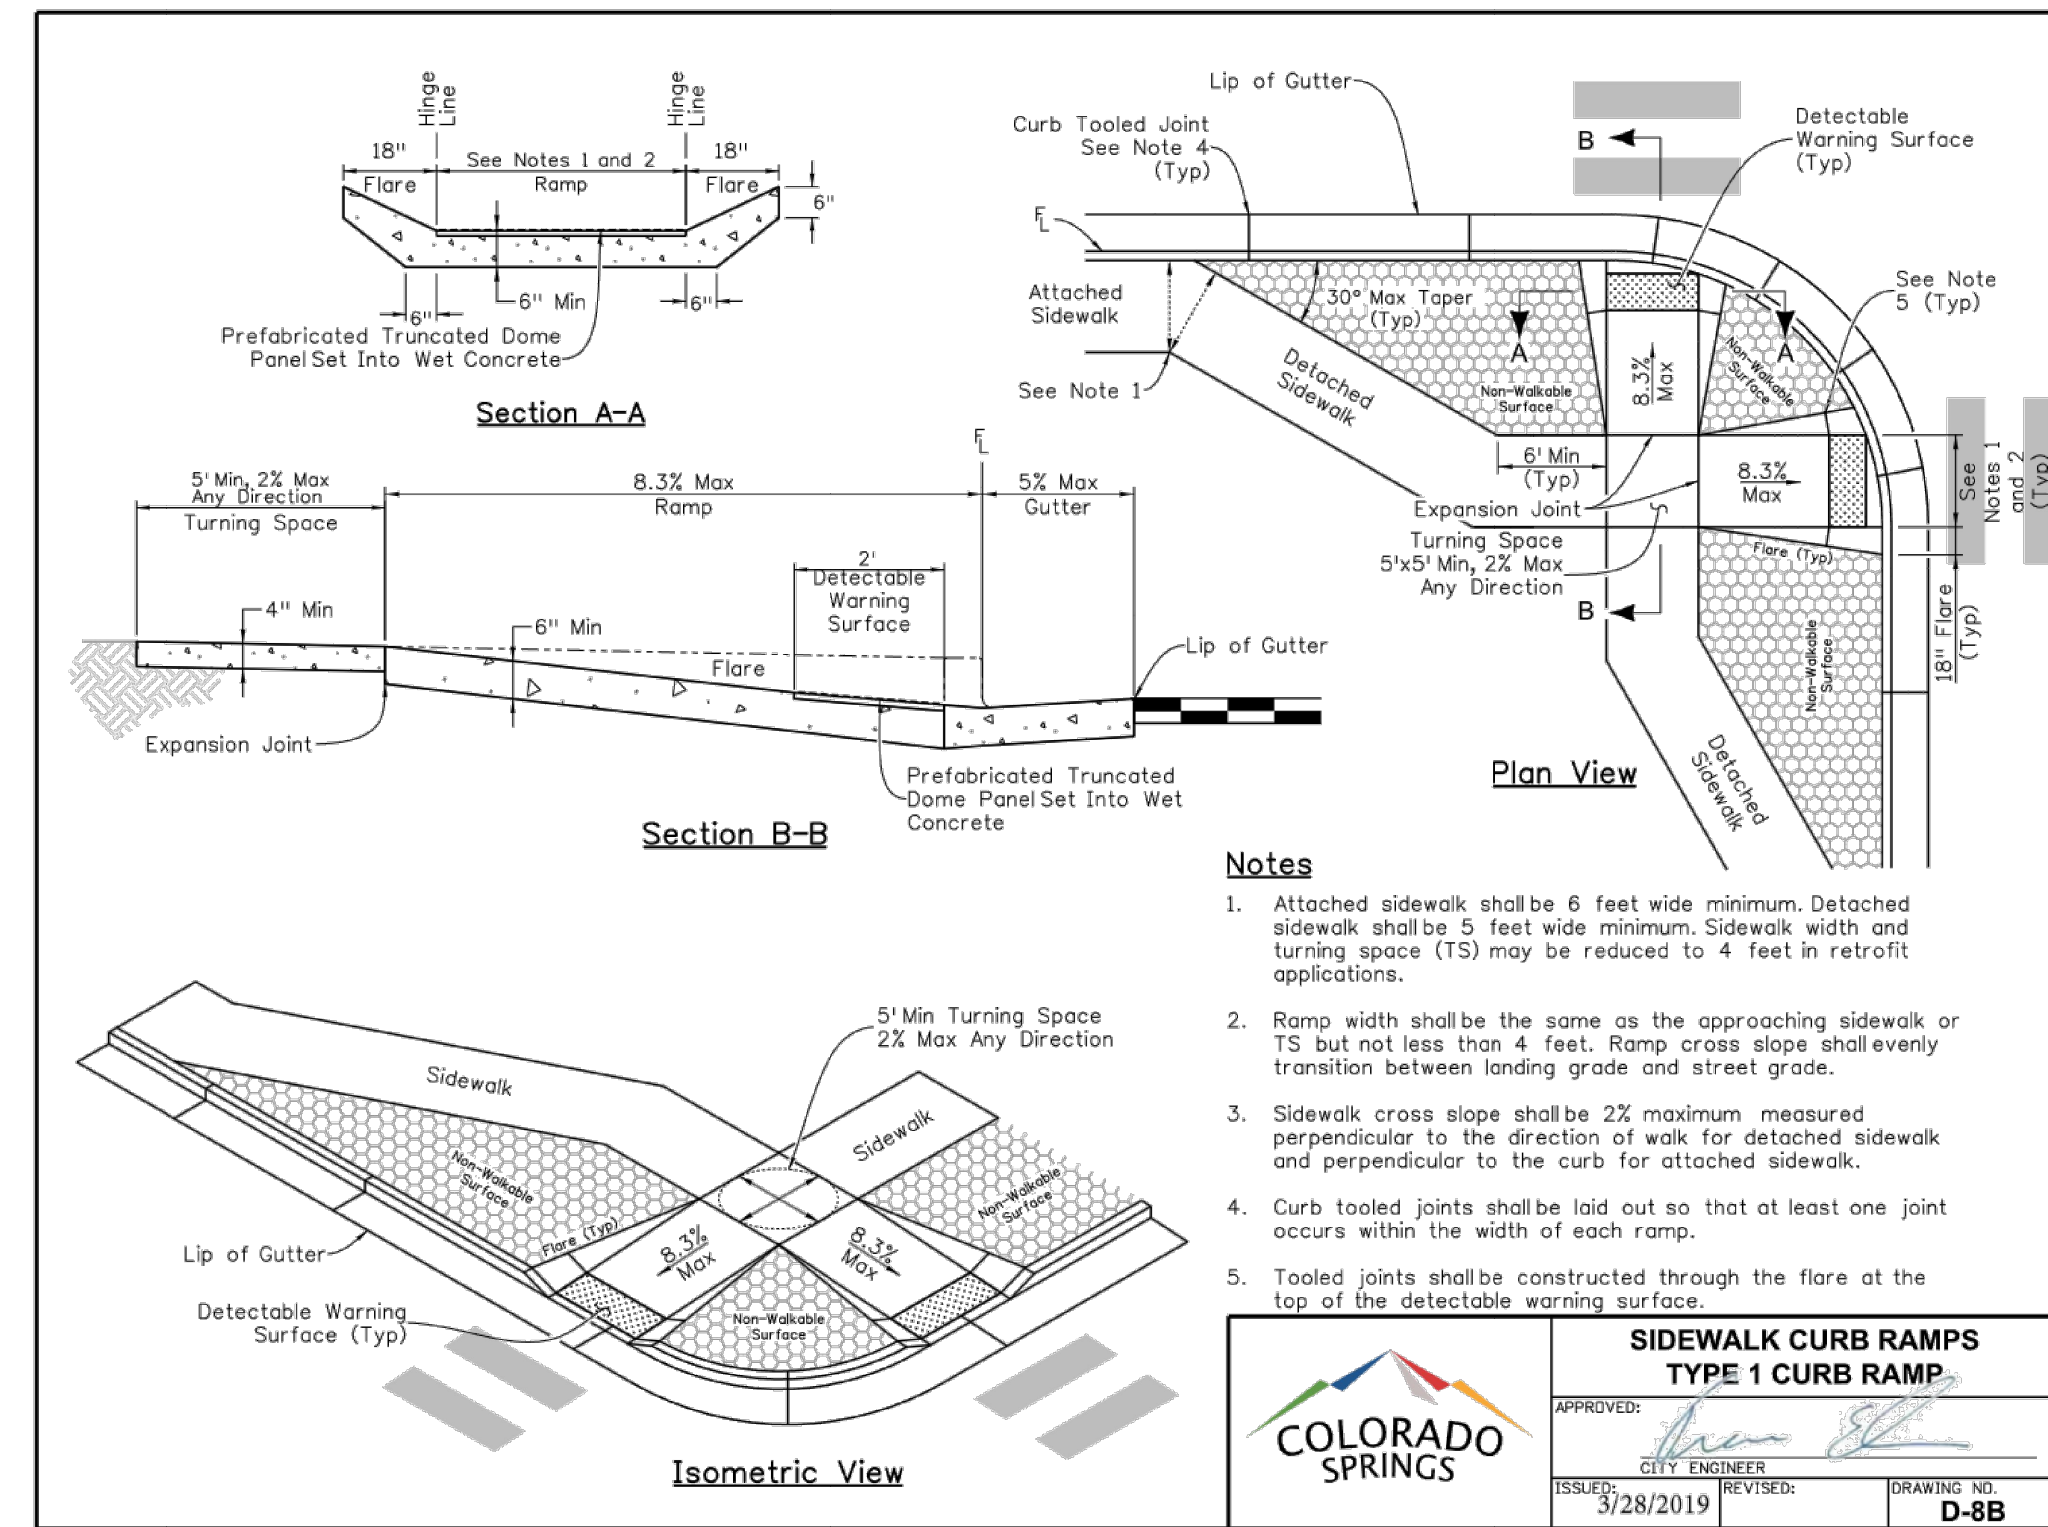 Hinge
Line
Hinge
Line
18"
See Notes 1 and 2
18"
Flare
Ramp
Flare
6"
6" Min
6"
6"
Prefabricated Truncated Dome
Panel Set Into Wet Concrete
Section A-A
FL
5' Min, 2% Max
Any Direction
Turning Space
8.3% Max
Ramp
5% Max
Gutter
2'
Detectable
Warning
Surface
4" Min
6" Min
Flare
Lip of Gutter
Expansion Joint
Prefabricated Truncated
Dome Panel Set Into Wet
Concrete
Section B-B
Lip of Gutter
Curb Tooled Joint
See Note 4
(Typ)
B
Detectable
Warning Surface
(Typ)
FL
Attached
Sidewalk
30° Max Taper
(Typ)
See Note
5 (Typ)
A
A
Non-Walkable
Surface
See Note 1
Detached
Sidewalk
Non-Walkable
Surface
8.3%
Max
6' Min
(Typ)
8.3%
Max
See
Notes 1
and 2
(Typ)
Expansion Joint
Turning Space
5'x5' Min, 2% Max
Any Direction
Flare (Typ)
B
18" Flare
(Typ)
Non-Walkable
Surface
Detached
Sidewalk
Plan View
Notes
1. Attached sidewalk shall be 6 feet wide minimum. Detached
sidewalk shall be 5 feet wide minimum. Sidewalk width and
turning space (TS) may be reduced to 4 feet in retrofit
applications.
2. Ramp width shall be the same as the approaching sidewalk or
TS but not less than 4 feet. Ramp cross slope shall evenly
transition between landing grade and street grade.
3. Sidewalk cross slope shall be 2% maximum measured
perpendicular to the direction of walk for detached sidewalk
and perpendicular to the curb for attached sidewalk.
4. Curb tooled joints shall be laid out so that at least one joint
occurs within the width of each ramp.
5. Tooled joints shall be constructed through the flare at the
top of the detectable warning surface.
5' Min Turning Space
2% Max Any Direction
Sidewalk
Sidewalk
Non-Walkable
Surface
Non-Walkable
Surface
Flare (Typ)
8.3%
Max
8.3%
Max
Lip of Gutter
Detectable Warning
Surface (Typ)
Non-Walkable
Surface
Isometric View
COLORADO
SPRINGS
SIDEWALK CURB RAMPS
TYPE 1 CURB RAMP
APPROVED:
CITY ENGINEER
ISSUED:
3/28/2019
REVISED:
DRAWING NO.
D-8B